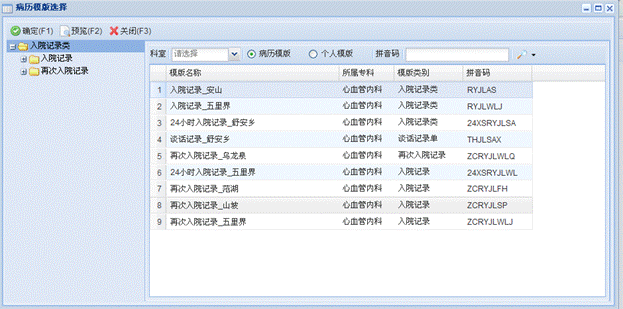 病历模版选择
确定(F1) 预览(F2) 关闭(F3)
入院记录类
入院记录
再次入院记录
科室 请选择 病历模版 个人模版 拼音码
模版名称 所属专科 模版类别 拼音码
1 入院记录_安山 心血管内科 入院记录类 RYJLAS
2 入院记录_五里界 心血管内科 入院记录类 RYJLWLJ
3 24小时入院记录_舒安乡 心血管内科 入院记录类 24XSRYJLSA
4 谈话记录_舒安乡 心血管内科 谈话记录单 THJLSAX
5 再次入院记录_乌龙泉 心血管内科 再次入院记录 ZCRYJLWLQ
6 24小时入院记录_五里界 心血管内科 入院记录 24XSRYJLWL
7 再次入院记录_范湖 心血管内科 入院记录 ZCRYJLFH
8 再次入院记录_山坡 心血管内科 入院记录 ZCRYJLSP
9 再次入院记录_五里界 心血管内科 入院记录 ZCRYJLWLJ